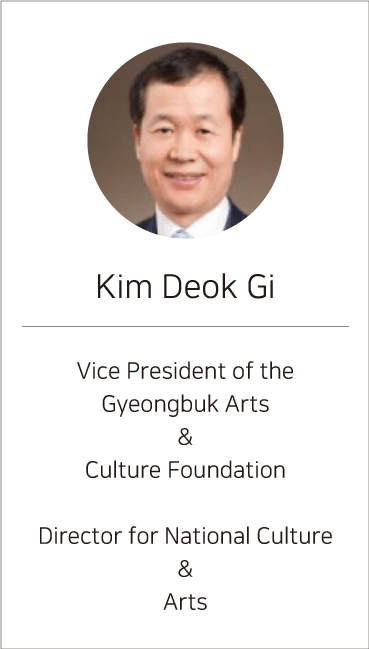 Kim Deok Gi
Vice President of the
Gyeongbuk Arts
&
Culture Foundation
Director for National Culture
&
Arts